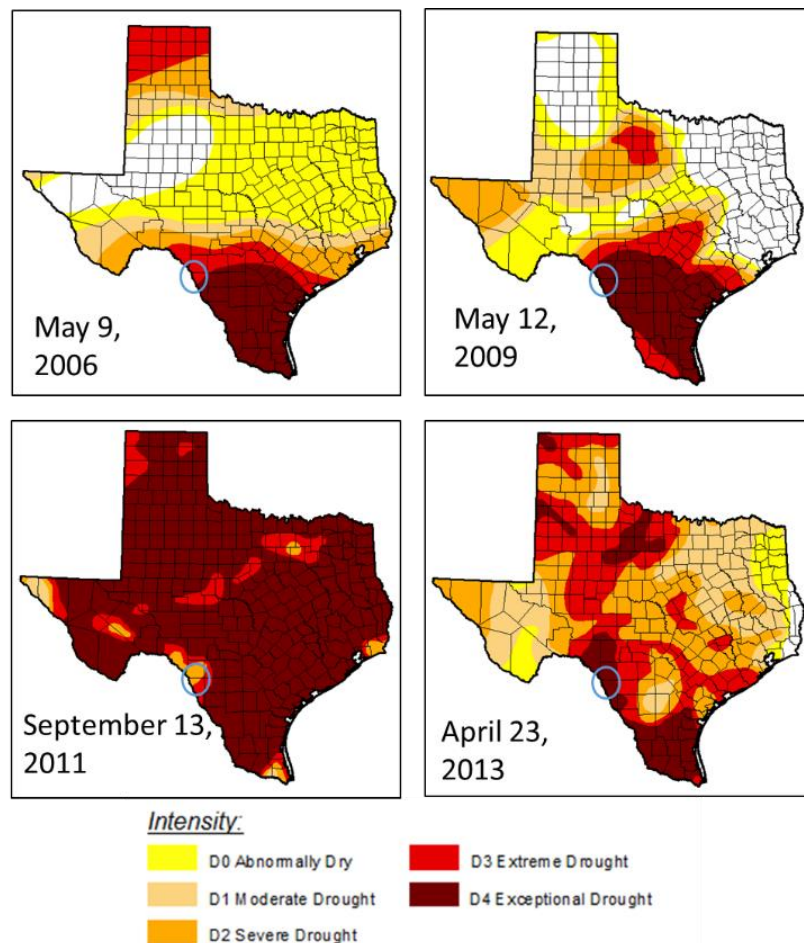 May 9,
2006
May 12,
2009
September 13,
2011
April 23,
2013
Intensity:
D0 Abnormally Dry
D3 Extreme Drought
D1 Moderate Drought
D4 Exceptional Drought
D2 Severe Drought